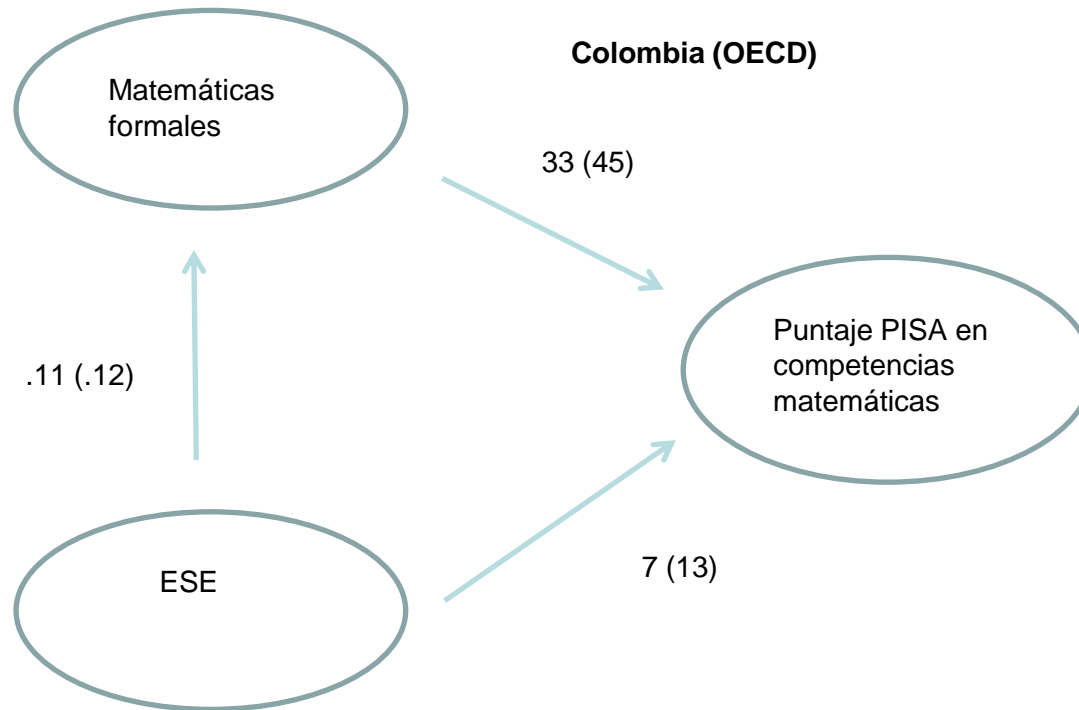 Colombia (OECD)
Matemáticas
formales
33 (45)
Puntaje PISA en
competencias
matemáticas
.11 (.12)
ESE
7 (13)